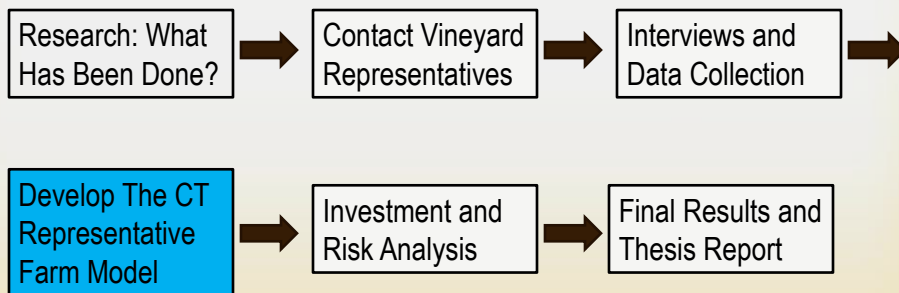 Research: What
Has Been Done?
Contact Vineyard
Representatives
Interviews and
Data Collection
Develop The CT
Representative
Farm Model
Investment and
Risk Analysis
Final Results and
Thesis Report